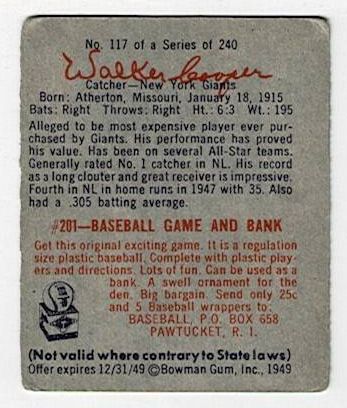 No. 117 of a Series of 240
Walker Cooper
Catcher—New York Giants
Born: Atherton, Missouri, January 18, 1915
Bats: Right Throws: Right Ht.: 6:3 Wt.: 195
Alleged to be most expensive player ever pur-
chased by Giants. His performance has proved
his value. Has been on several All-Star teams.
Generally rated No. 1 catcher in NL. His record
as a long clouter and great receiver is impressive.
Fourth in NL in home runs in 1947 with 35. Also
had a .305 batting average.
#201—BASEBALL GAME AND BANK
Get this original exciting game. It is a regulation
size plastic baseball. Complete with plastic players
and directions. Lots of fun. Can be used as a
bank. A swell ornament for the
den. Big bargain. Send only 25c
and 5 Baseball wrappers to:
BASEBALL, P.O. BOX 658
PAWTUCKET, R. I.
(Not valid where contrary to State laws)
Offer expires 12/31/49 ©Bowman Gum, Inc., 1949